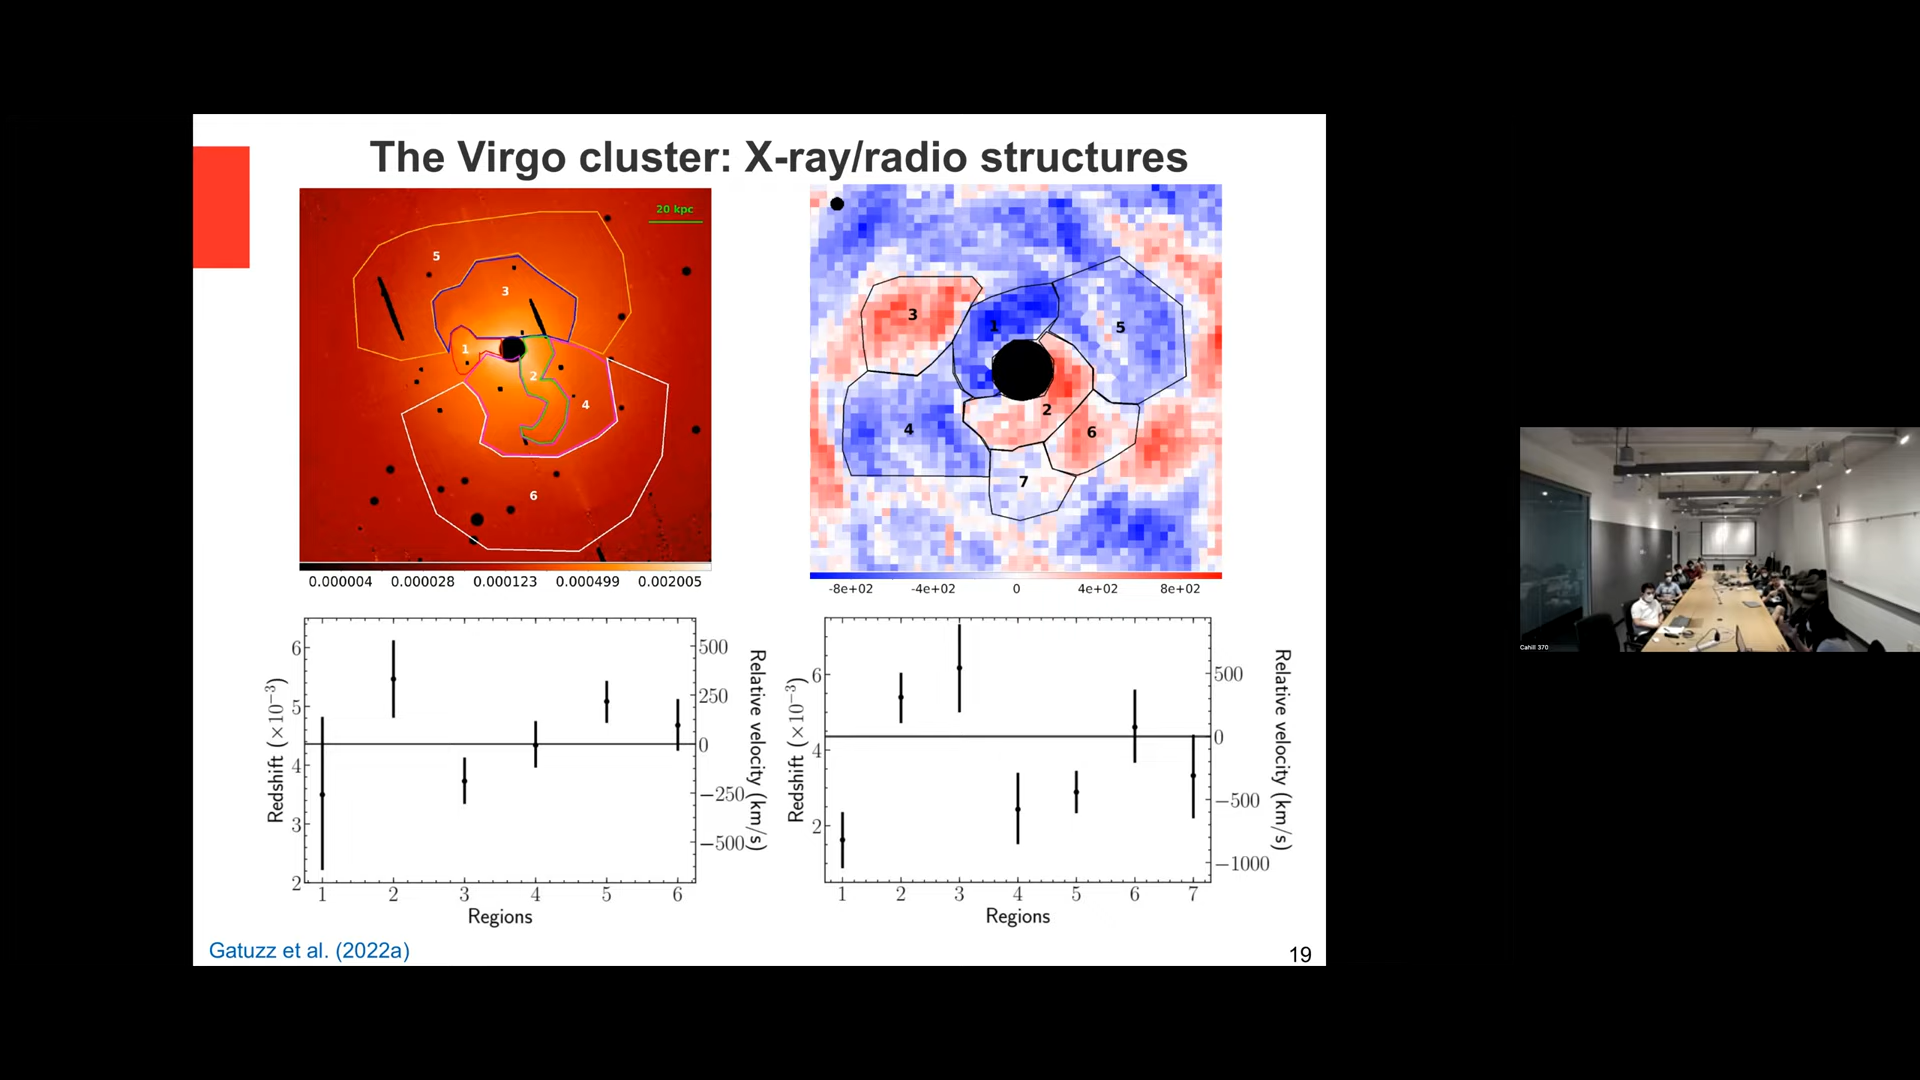 The Virgo cluster: X-ray/radio structures
20 kpc
5
3
1
2
4
6
0.000004 0.000028 0.000123 0.000499 0.002005
3
1
5
2
4
6
7
-8e+02 -4e+02 0 4e+02 8e+02
Redshift (×10⁻³)
6
5
4
3
2
500
250
0
−250
−500
Relative velocity (km/s)
1 2 3 4 5 6
Regions
Redshift (×10⁻³)
6
4
2
500
0
−500
−1000
Relative velocity (km/s)
1 2 3 4 5 6 7
Regions
Gatuzz et al. (2022a)
19
Cahill 370